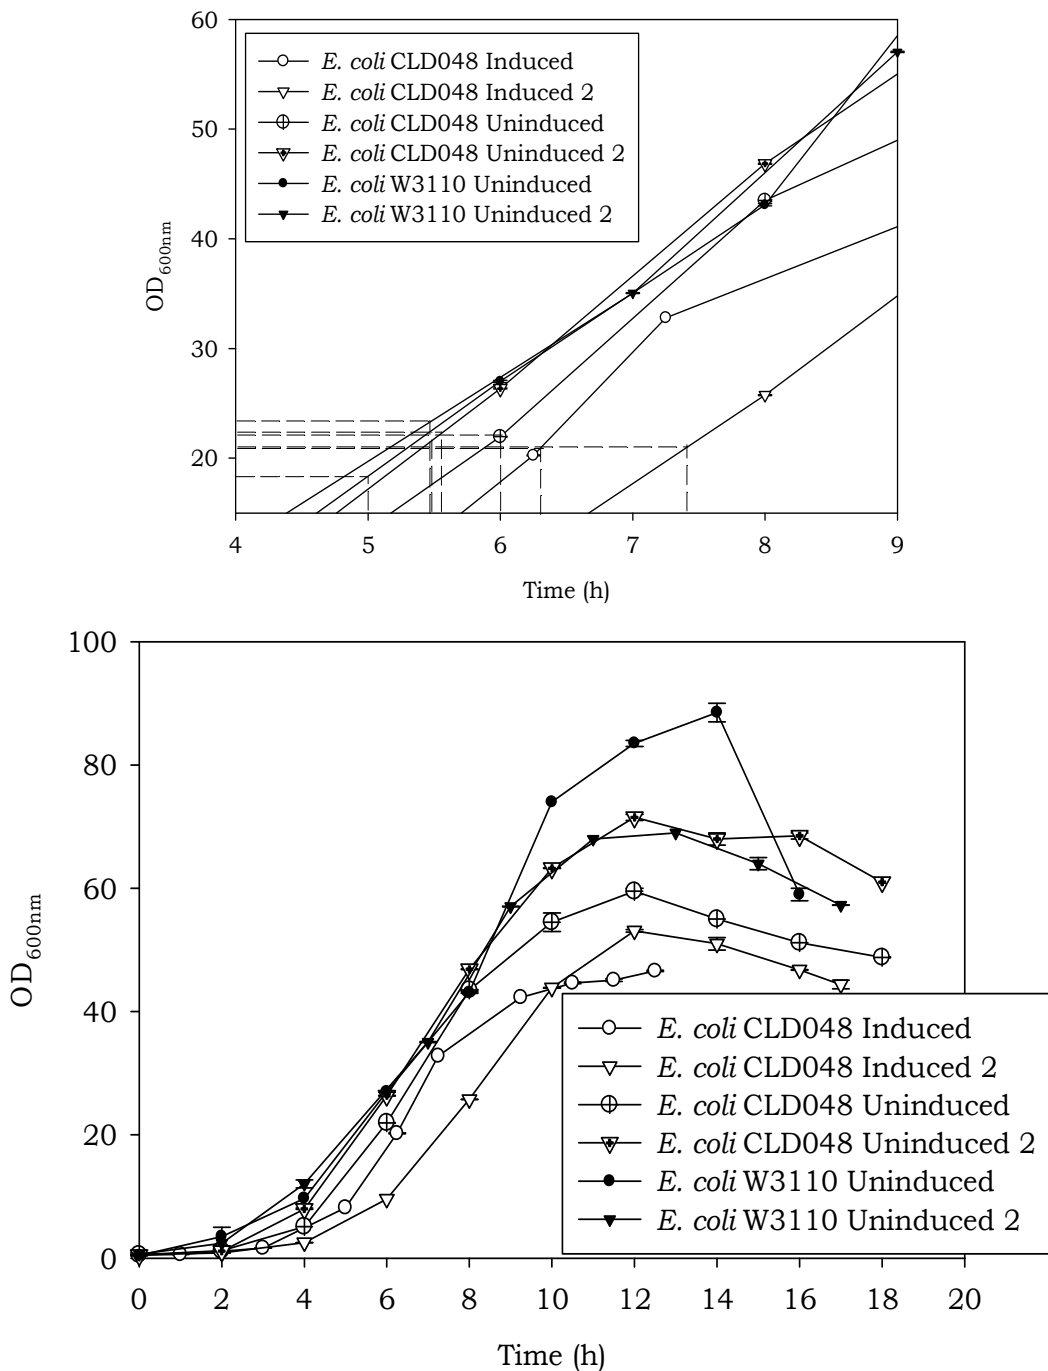 60
50
40
30
20
OD600nm
E. coli CLD048 Induced
E. coli CLD048 Induced 2
E. coli CLD048 Uninduced
E. coli CLD048 Uninduced 2
E. coli W3110 Uninduced
E. coli W3110 Uninduced 2
4 5 6 7 8 9
Time (h)
100
80
60
40
20
0
OD600nm
E. coli CLD048 Induced
E. coli CLD048 Induced 2
E. coli CLD048 Uninduced
E. coli CLD048 Uninduced 2
E. coli W3110 Uninduced
E. coli W3110 Uninduced 2
0 2 4 6 8 10 12 14 16 18 20
Time (h)